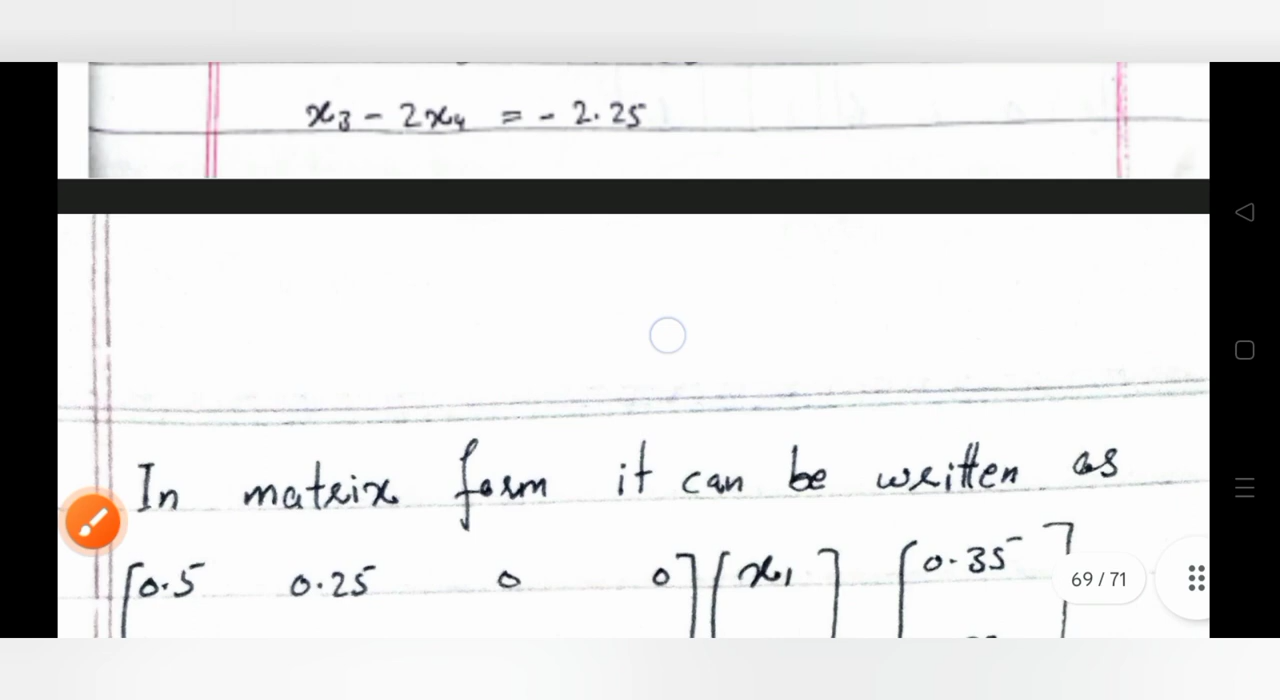 x₃ - 2x₄ = - 2.25
In matrix form it can be written as
[0.5 0.25 0 0] [x₁] [0.35]
69 / 71